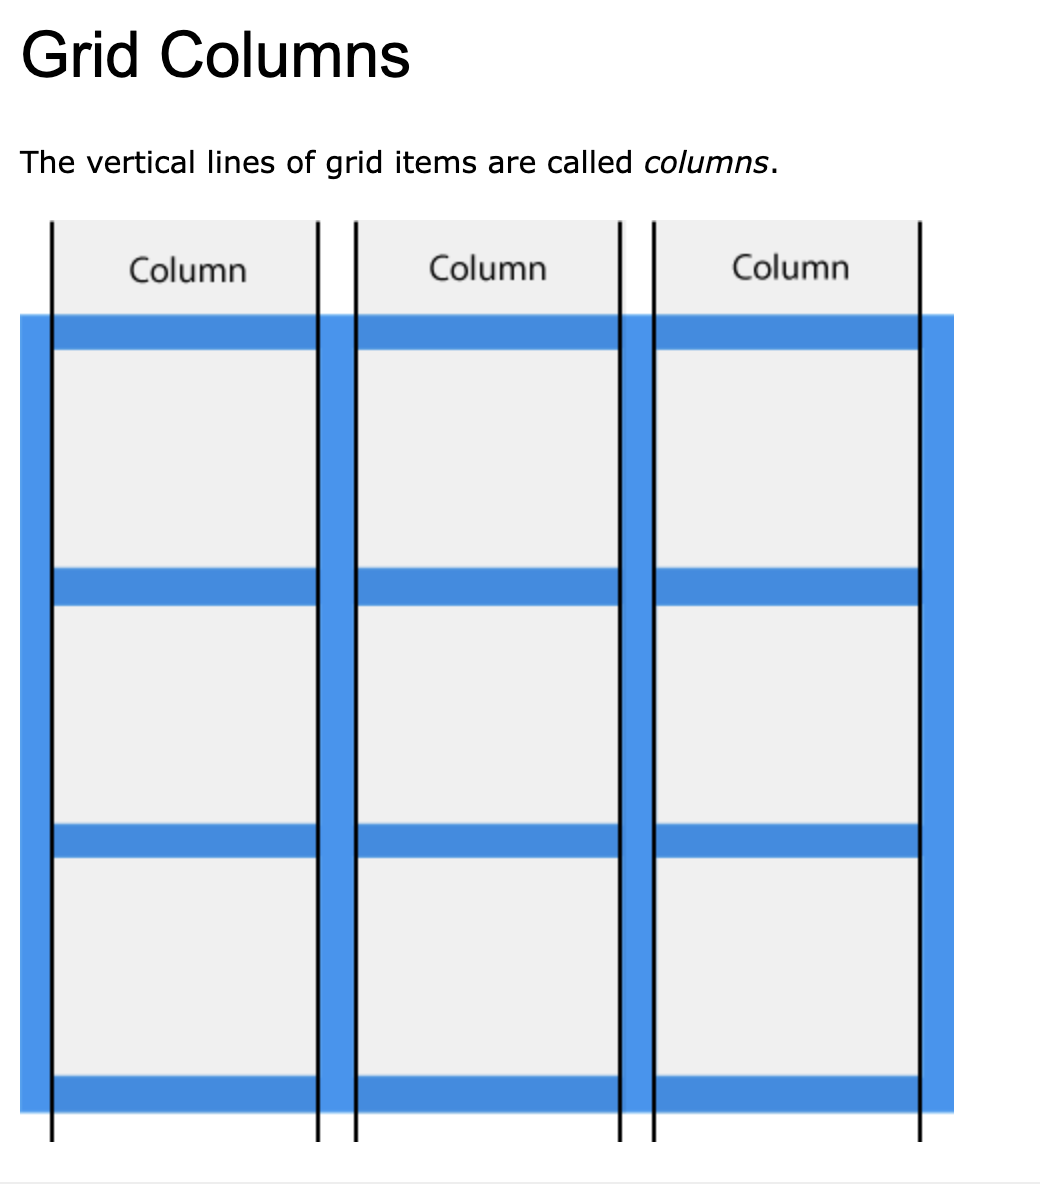 Grid Columns
The vertical lines of grid items are called columns.
Column Column Column